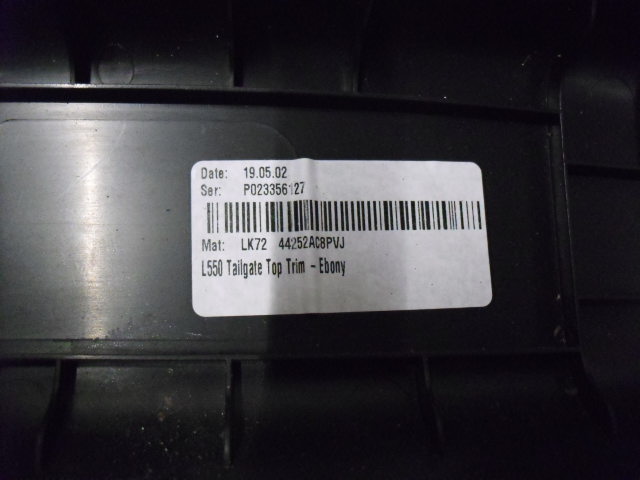 Date: 19.05.02
Ser: P023356127
Mat: LK72 44252AC8PVJ
L550 Tailgate Top Trim - Ebony